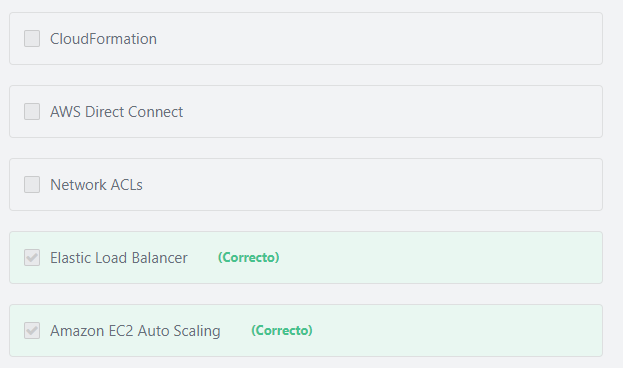 CloudFormation
AWS Direct Connect
Network ACLs
Elastic Load Balancer (Correcto)
Amazon EC2 Auto Scaling (Correcto)